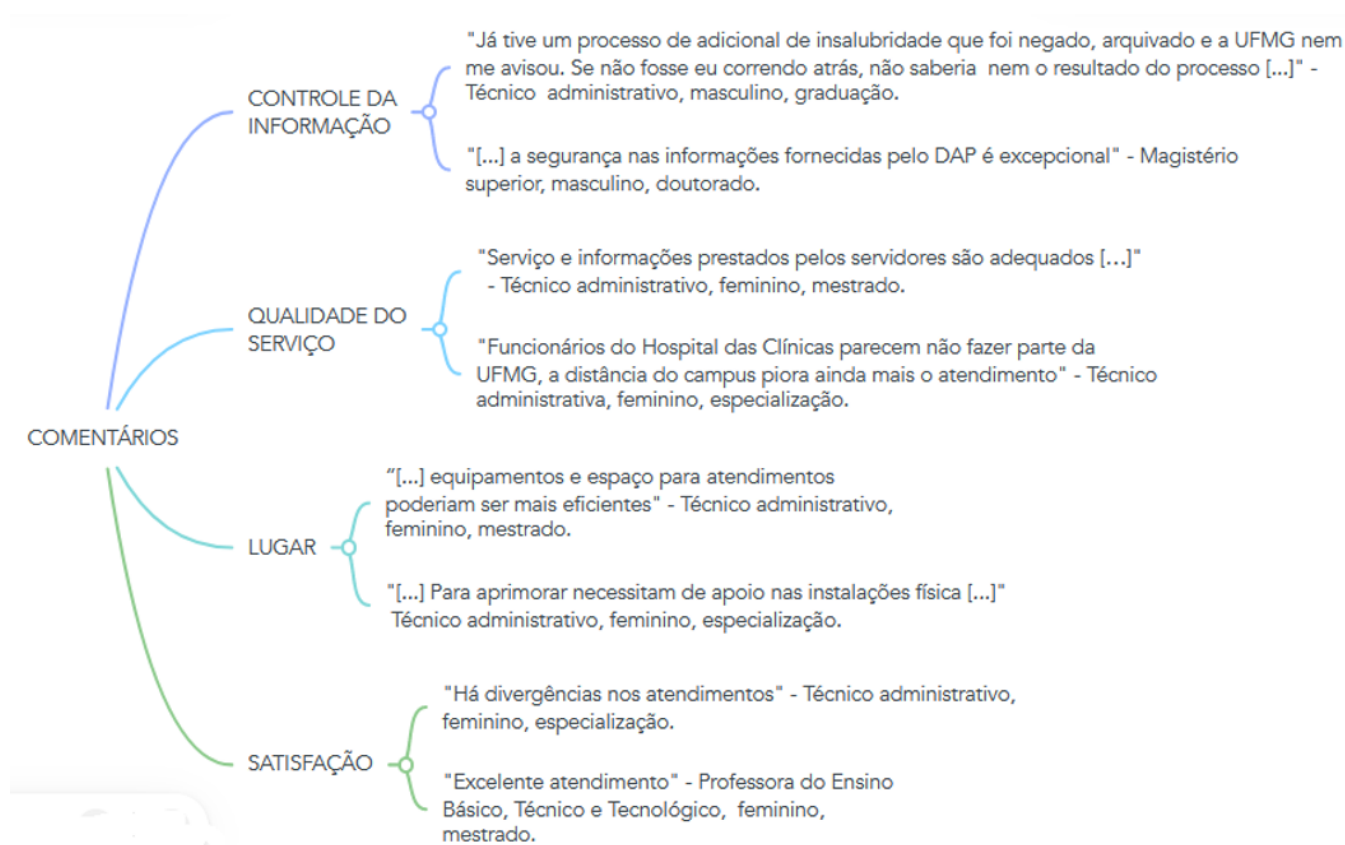 COMENTÁRIOS
CONTROLE DA
INFORMAÇÃO
"Já tive um processo de adicional de insalubridade que foi negado, arquivado e a UFMG nem
me avisou. Se não fosse eu correndo atrás, não saberia nem o resultado do processo [...]" -
Técnico administrativo, masculino, graduação.
"[...] a segurança nas informações fornecidas pelo DAP é excepcional" - Magistério
superior, masculino, doutorado.
QUALIDADE DO
SERVIÇO
"Serviço e informações prestados pelos servidores são adequados [...]"
- Técnico administrativo, feminino, mestrado.
"Funcionários do Hospital das Clínicas parecem não fazer parte da
UFMG, a distância do campus piora ainda mais o atendimento" - Técnico
administrativa, feminino, especialização.
LUGAR
"[...] equipamentos e espaço para atendimentos
poderiam ser mais eficientes" - Técnico administrativo,
feminino, mestrado.
"[...] Para aprimorar necessitam de apoio nas instalações física [...]"
Técnico administrativo, feminino, especialização.
SATISFAÇÃO
"Há divergências nos atendimentos" - Técnico administrativo,
feminino, especialização.
"Excelente atendimento" - Professora do Ensino
Básico, Técnico e Tecnológico, feminino,
mestrado.